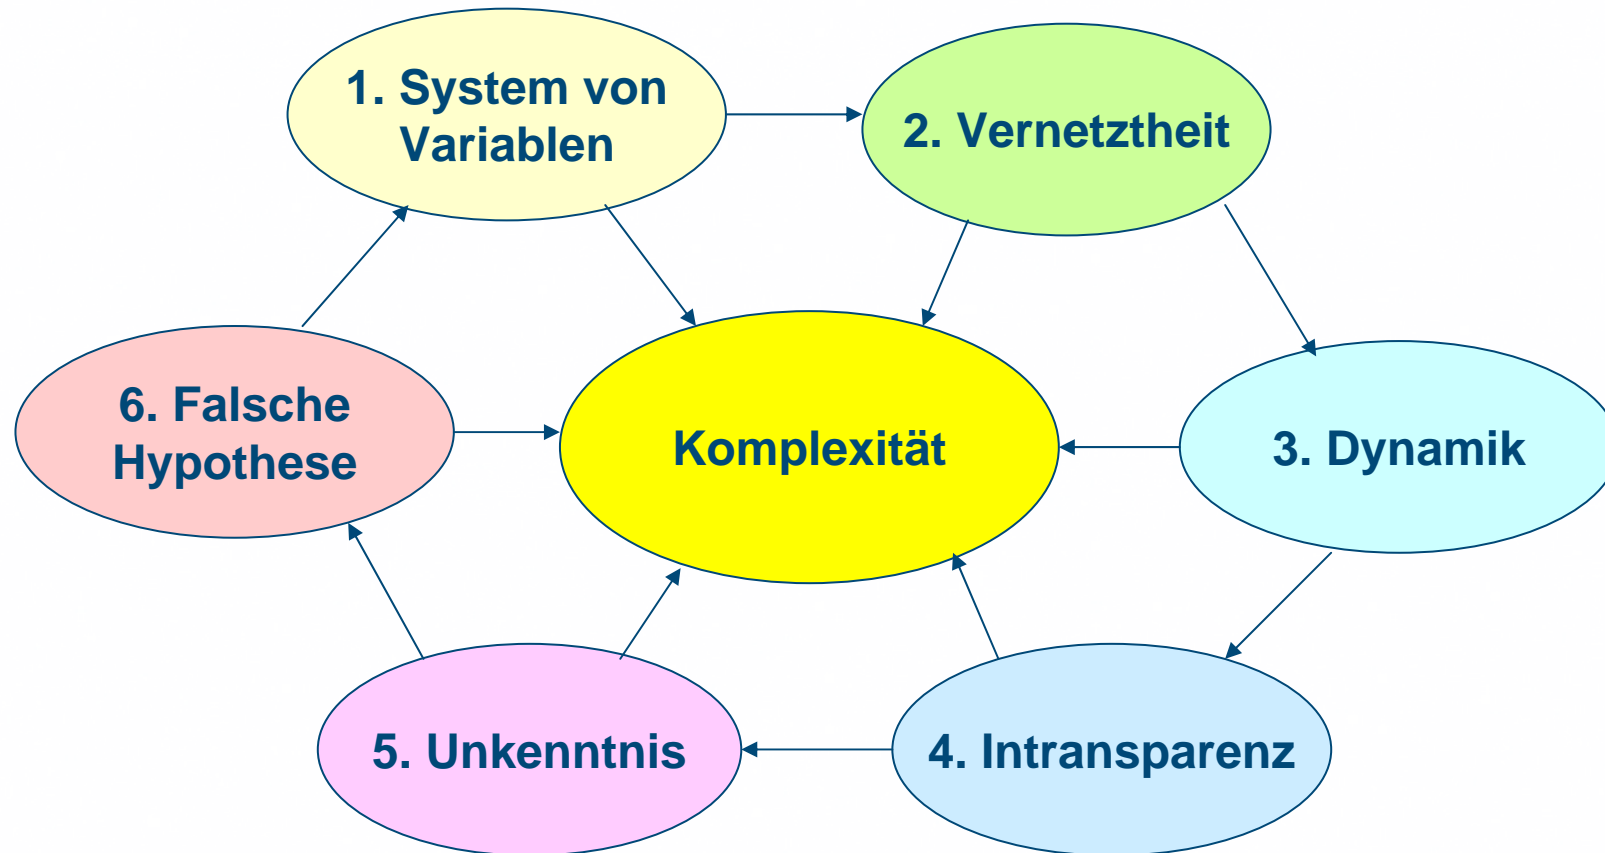 1. System von
Variablen
2. Vernetztheit
3. Dynamik
4. Intransparenz
5. Unkenntnis
6. Falsche
Hypothese
Komplexität